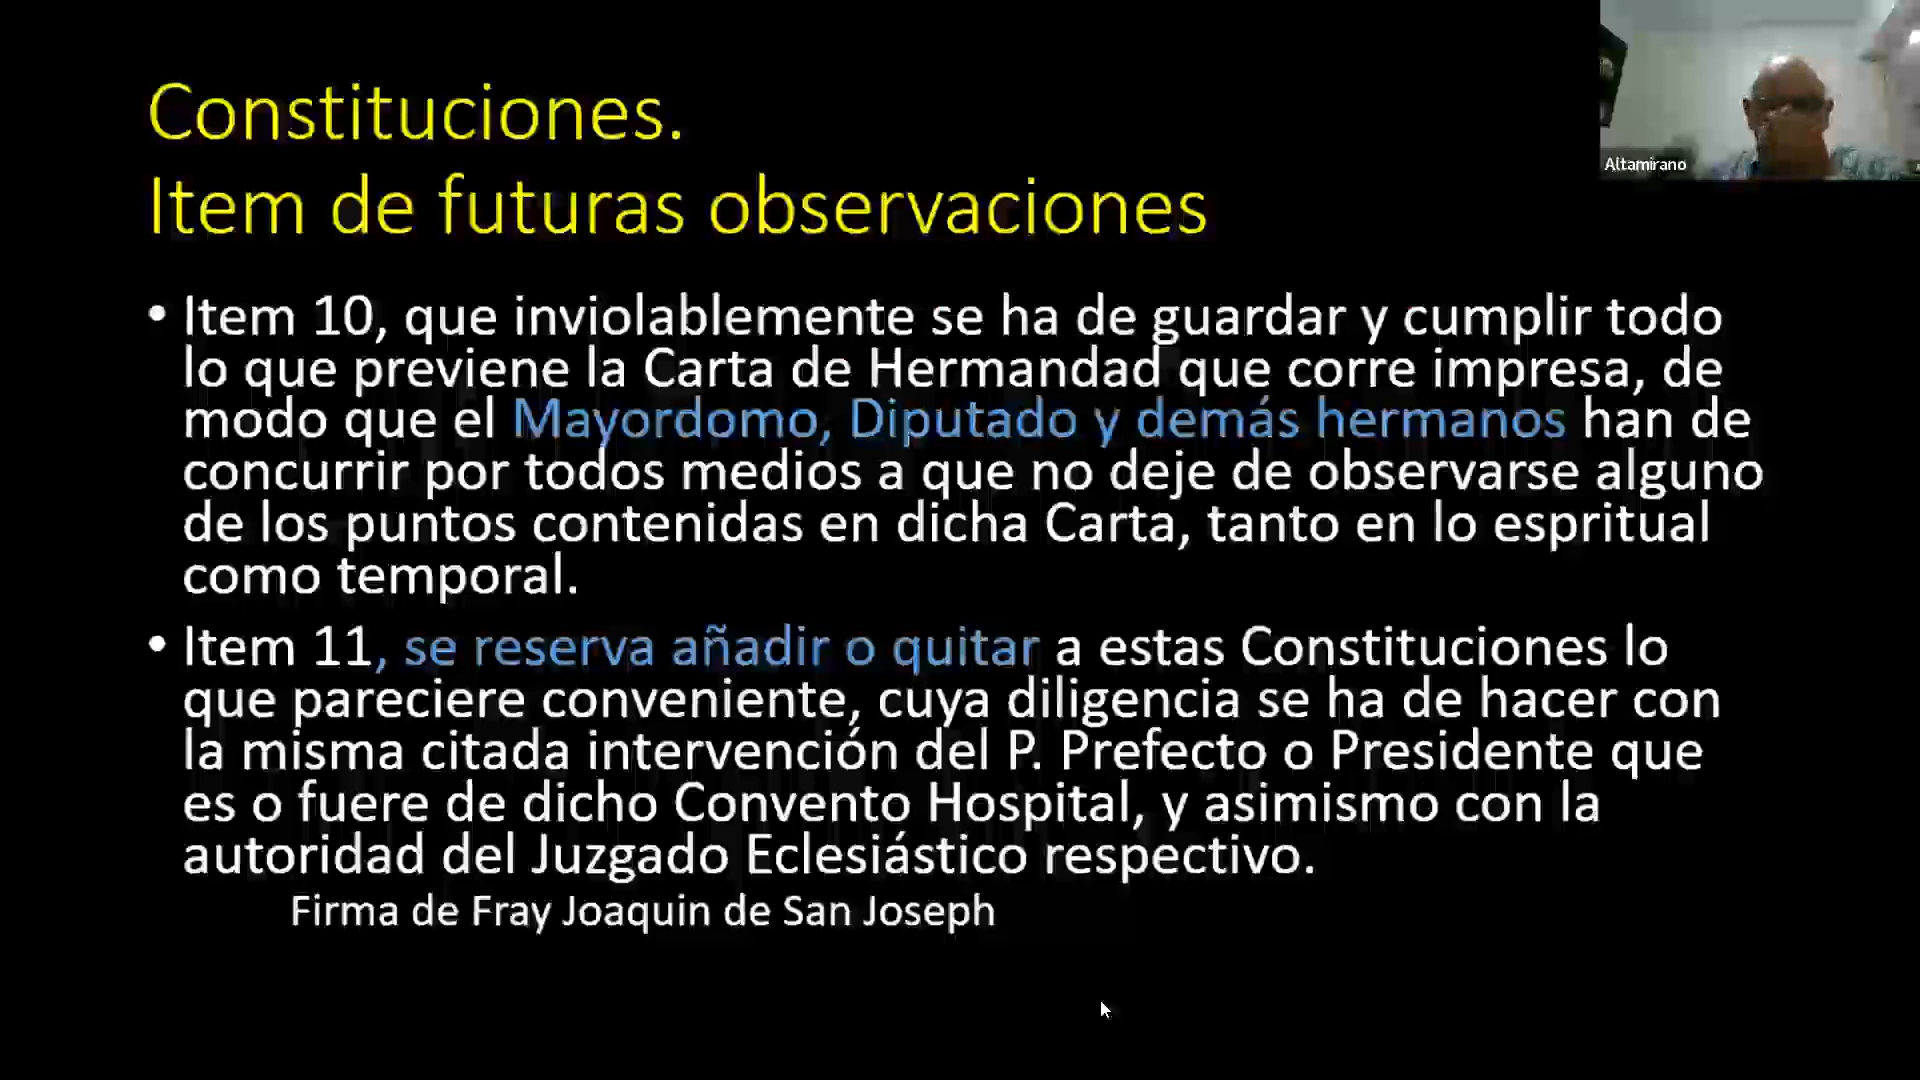 Constituciones.
Item de futuras observaciones
• Item 10, que inviolablemente se ha de guardar y cumplir todo
lo que previene la Carta de Hermandad que corre impresa, de
modo que el Mayordomo, Diputado y demás hermanos han de
concurrir por todos medios a que no deje de observarse alguno
de los puntos contenidas en dicha Carta, tanto en lo espritual
como temporal.
• Item 11, se reserva añadir o quitar a estas Constituciones lo
que pareciere conveniente, cuya diligencia se ha de hacer con
la misma citada intervención del P. Prefecto o Presidente que
es o fuere de dicho Convento Hospital, y asimismo con la
autoridad del Juzgado Eclesiástico respectivo.
Firma de Fray Joaquin de San Joseph
Altamirano